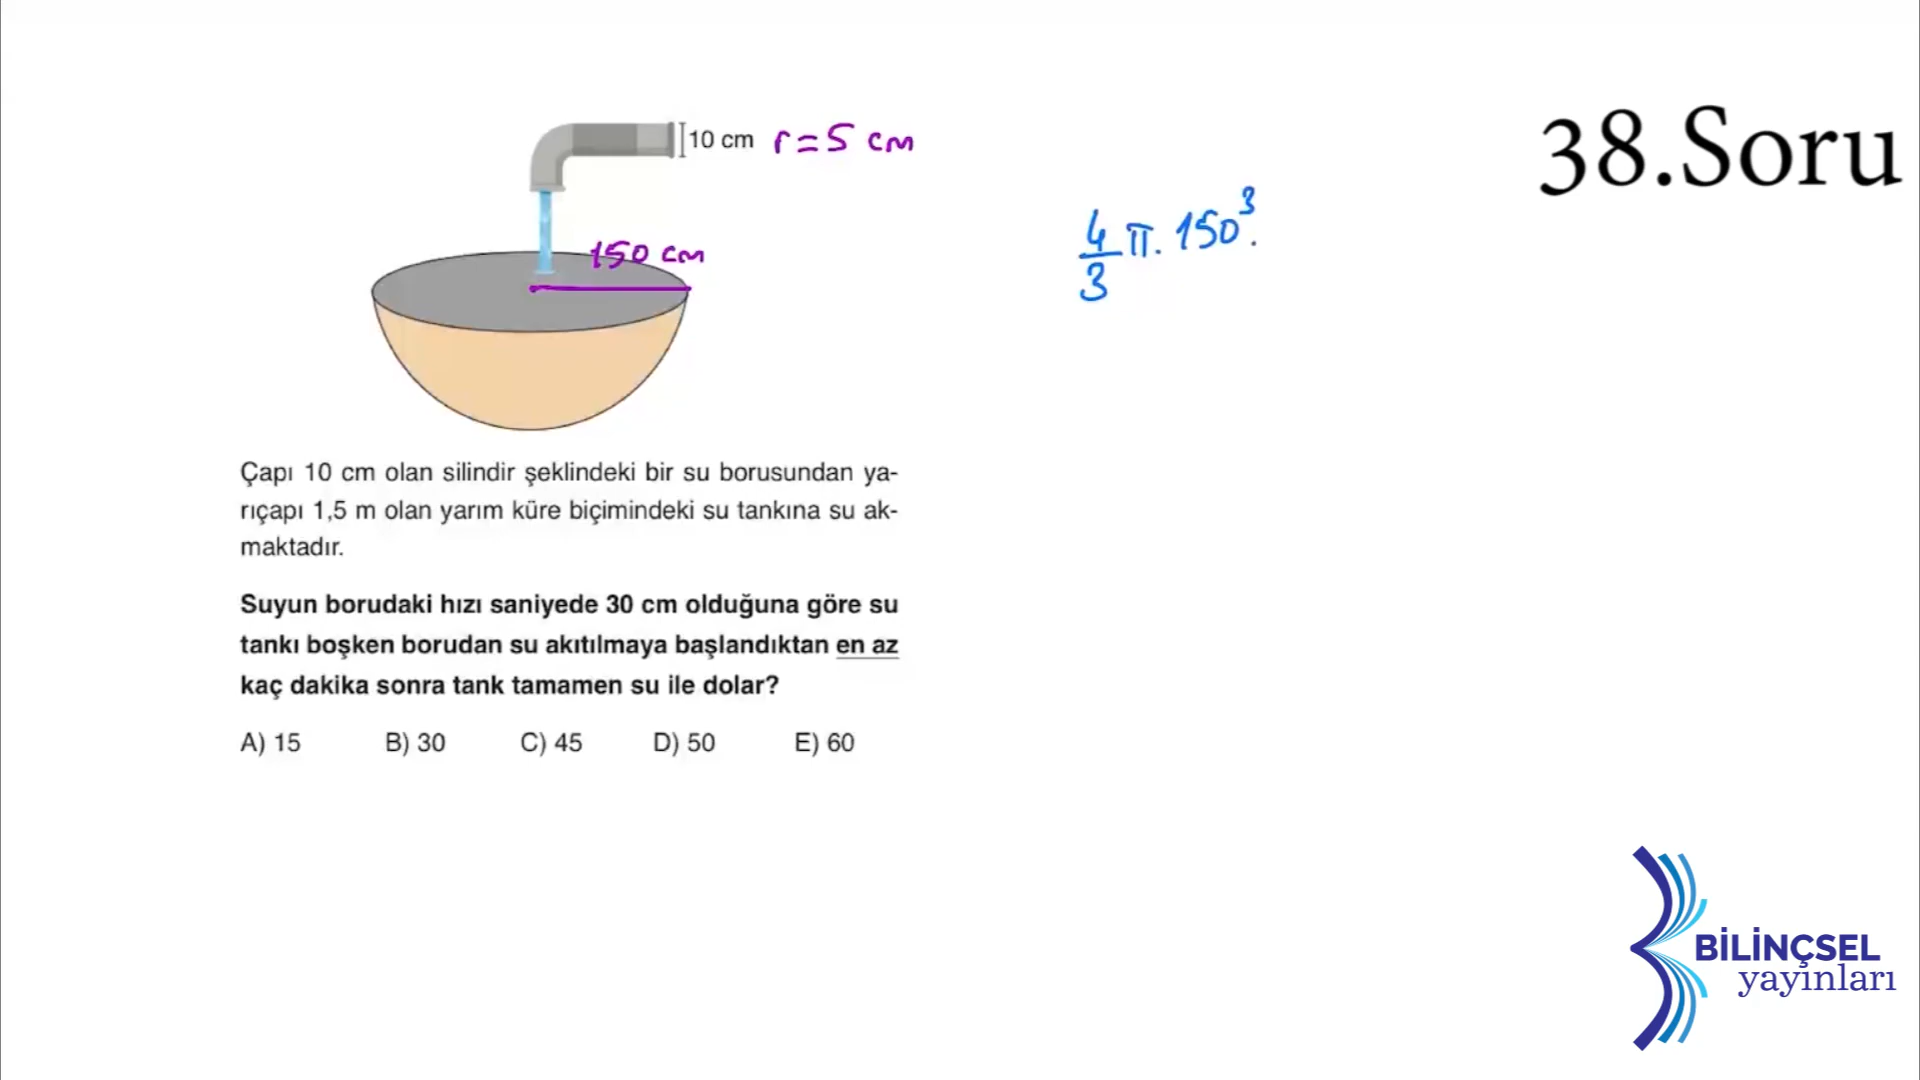 38.Soru
10 cm r = 5 cm
150 cm
4/3 π. 150³.
Çapı 10 cm olan silindir şeklindeki bir su borusundan ya-
rıçapı 1,5 m olan yarım küre biçimindeki su tankına su ak-
maktadır.
Suyun borudaki hızı saniyede 30 cm olduğuna göre su
tankı boşken borudan su akıtılmaya başlandıktan en az
kaç dakika sonra tank tamamen su ile dolar?
A) 15 B) 30 C) 45 D) 50 E) 60
BİLİNÇSEL
yayınları